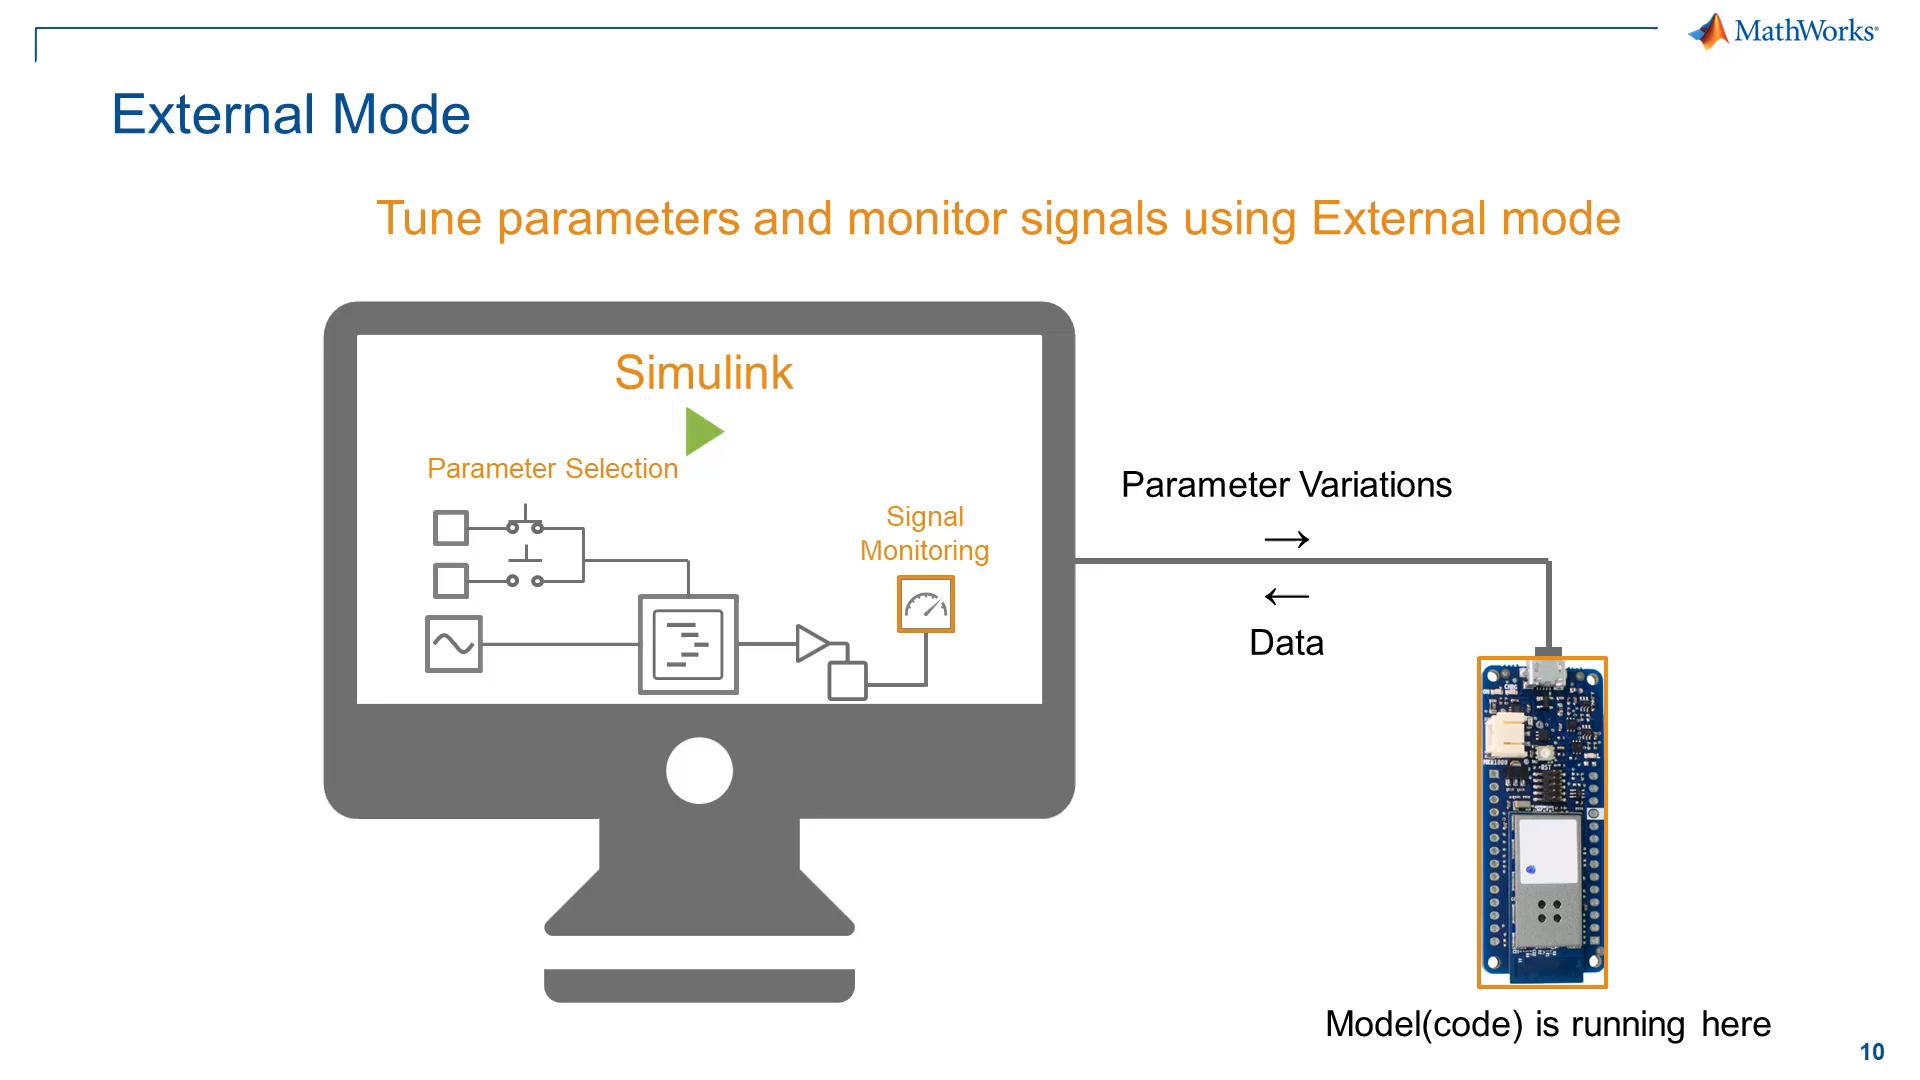 MathWorks®
External Mode
Tune parameters and monitor signals using External mode
Simulink
Parameter Selection
Signal
Monitoring
Parameter Variations
→
←
Data
RST
Model(code) is running here
10